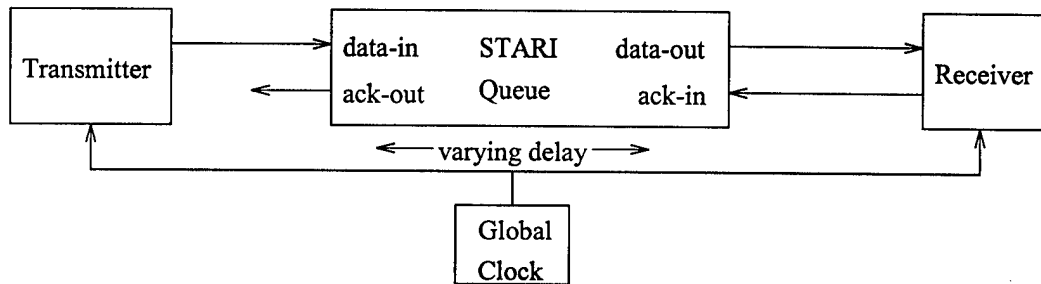 Transmitter
data-in
ack-out
STARI
Queue
data-out
ack-in
Receiver
varying delay
Global
Clock